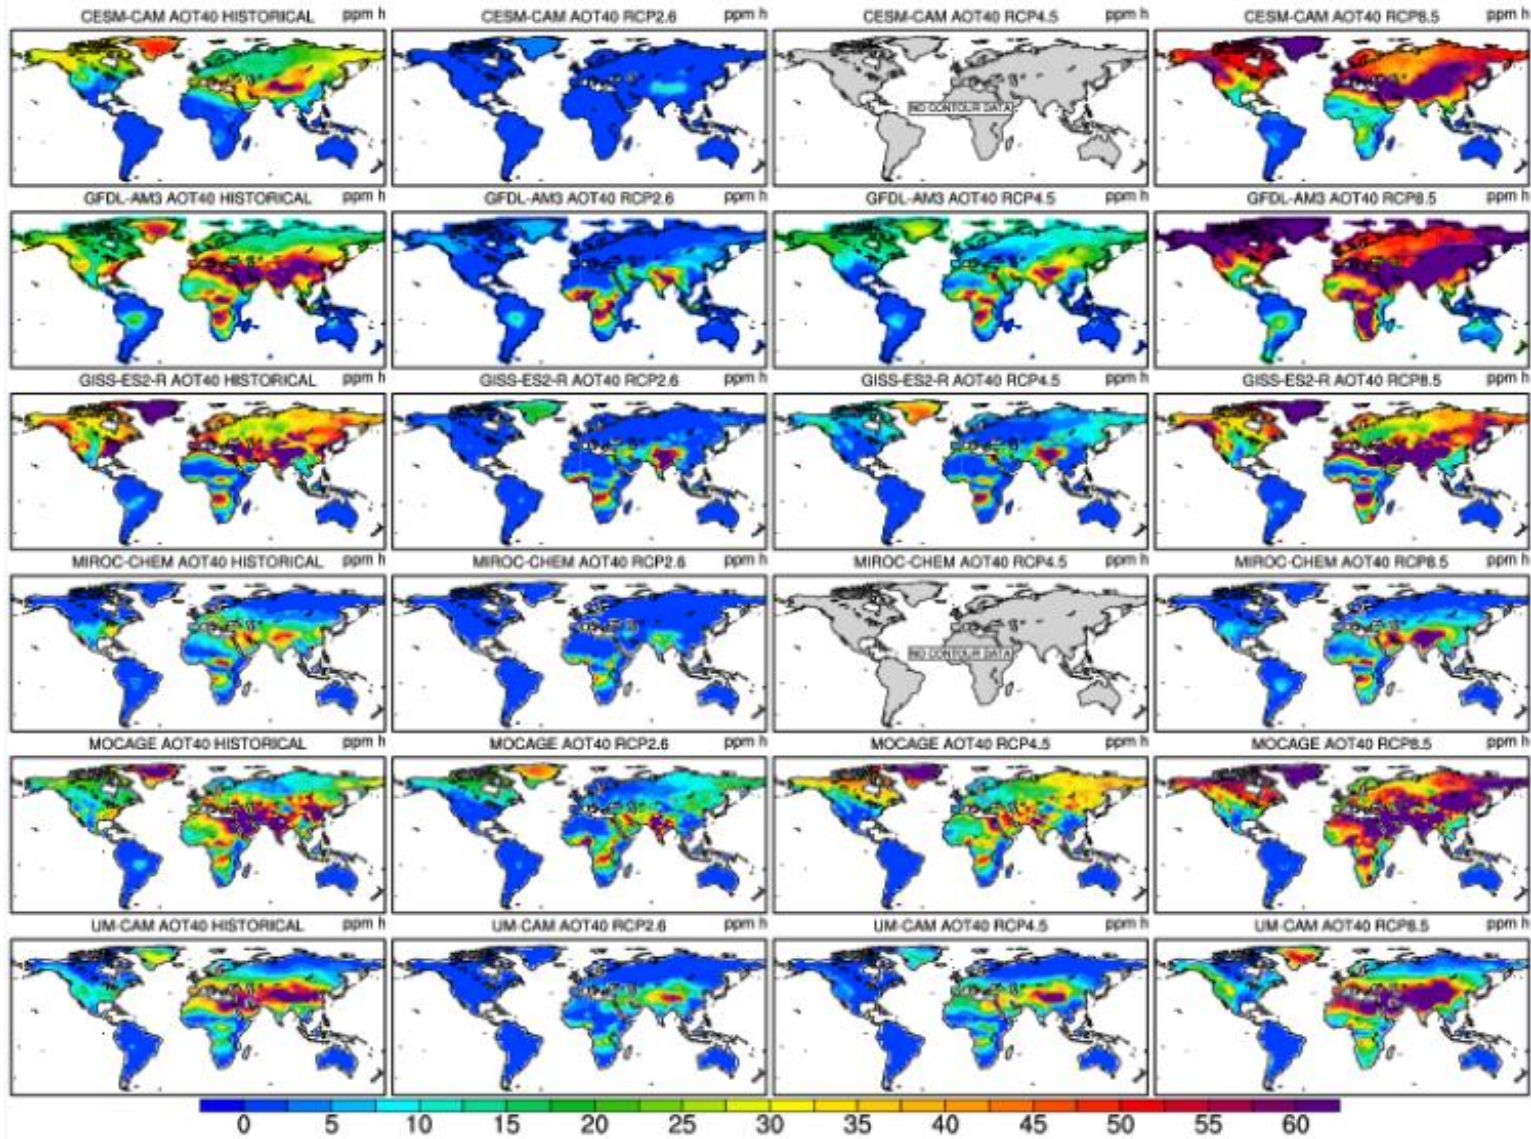 CESM-CAM AOT40 HISTORICAL ppm h CESM-CAM AOT40 RCP2.6 ppm h CESM-CAM AOT40 RCP4.5 ppm h CESM-CAM AOT40 RCP8.5 ppm h
NO CONTOUR DATA
GFDL-AM3 AOT40 HISTORICAL ppm h GFDL-AM3 AOT40 RCP2.6 ppm h GFDL-AM3 AOT40 RCP4.5 ppm h GFDL-AM3 AOT40 RCP8.5 ppm h
GISS-ES2-R AOT40 HISTORICAL ppm h GISS-ES2-R AOT40 RCP2.6 ppm h GISS-ES2-R AOT40 RCP4.5 ppm h GISS-ES2-R AOT40 RCP8.5 ppm h
MIROC-CHEM AOT40 HISTORICAL ppm h MIROC-CHEM AOT40 RCP2.6 ppm h MIROC-CHEM AOT40 RCP4.5 ppm h MIROC-CHEM AOT40 RCP8.5 ppm h
NO CONTOUR DATA
MOCAGE AOT40 HISTORICAL ppm h MOCAGE AOT40 RCP2.6 ppm h MOCAGE AOT40 RCP4.5 ppm h MOCAGE AOT40 RCP8.5 ppm h
UM-CAM AOT40 HISTORICAL ppm h UM-CAM AOT40 RCP2.6 ppm h UM-CAM AOT40 RCP4.5 ppm h UM-CAM AOT40 RCP8.5 ppm h
0 5 10 15 20 25 30 35 40 45 50 55 60